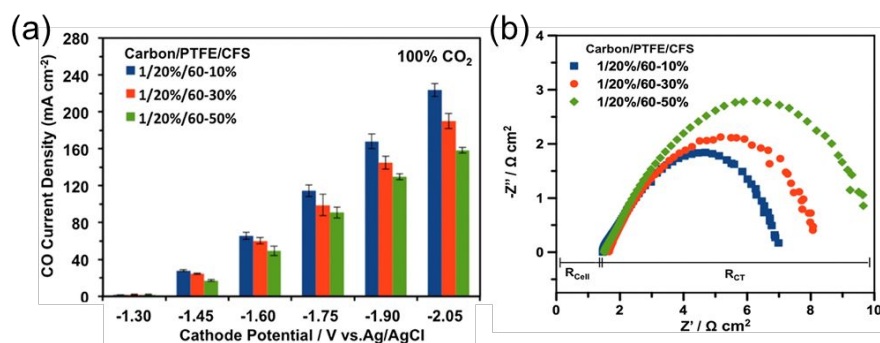 (a)
280
240
200
160
120
80
40
0
CO Current Density (mA cm⁻²)
Carbon/PTFE/CFS
1/20%/60-10%
1/20%/60-30%
1/20%/60-50%
100% CO₂
-1.30 -1.45 -1.60 -1.75 -1.90 -2.05
Cathode Potential / V vs.Ag/AgCl
(b)
4
3
2
1
0
-Z" / Ω cm²
Carbon/PTFE/CFS
1/20%/60-10%
1/20%/60-30%
1/20%/60-50%
R_Cell R_CT
0 2 4 6 8 10
Z' / Ω cm²